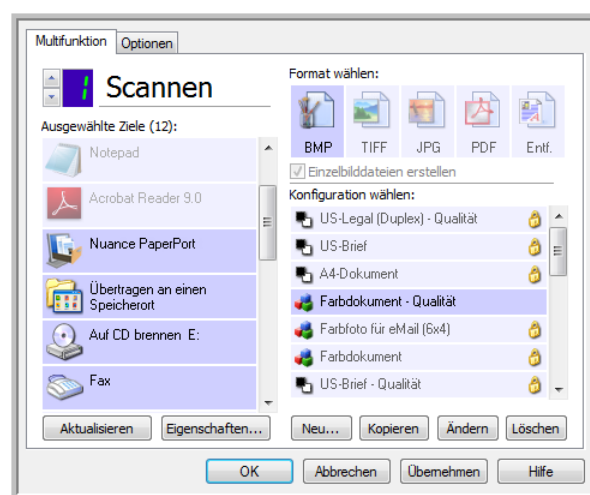 Multifunktion Optionen
1 Scannen
Ausgewählte Ziele (12):
Notepad
Acrobat Reader 9.0
Nuance PaperPort
Übertragen an einen
Speicherort
Auf CD brennen E:
Fax
Aktualisieren Eigenschaften...
Format wählen:
BMP TIFF JPG PDF Entf.
Einzelbilddateien erstellen
Konfiguration wählen:
US-Legal (Duplex) - Qualität
US-Brief
A4-Dokument
Farbdokument - Qualität
Farbfoto für eMail (6x4)
Farbdokument
US-Brief - Qualität
Neu... Kopieren Ändern Löschen
OK Abbrechen Übernehmen Hilfe